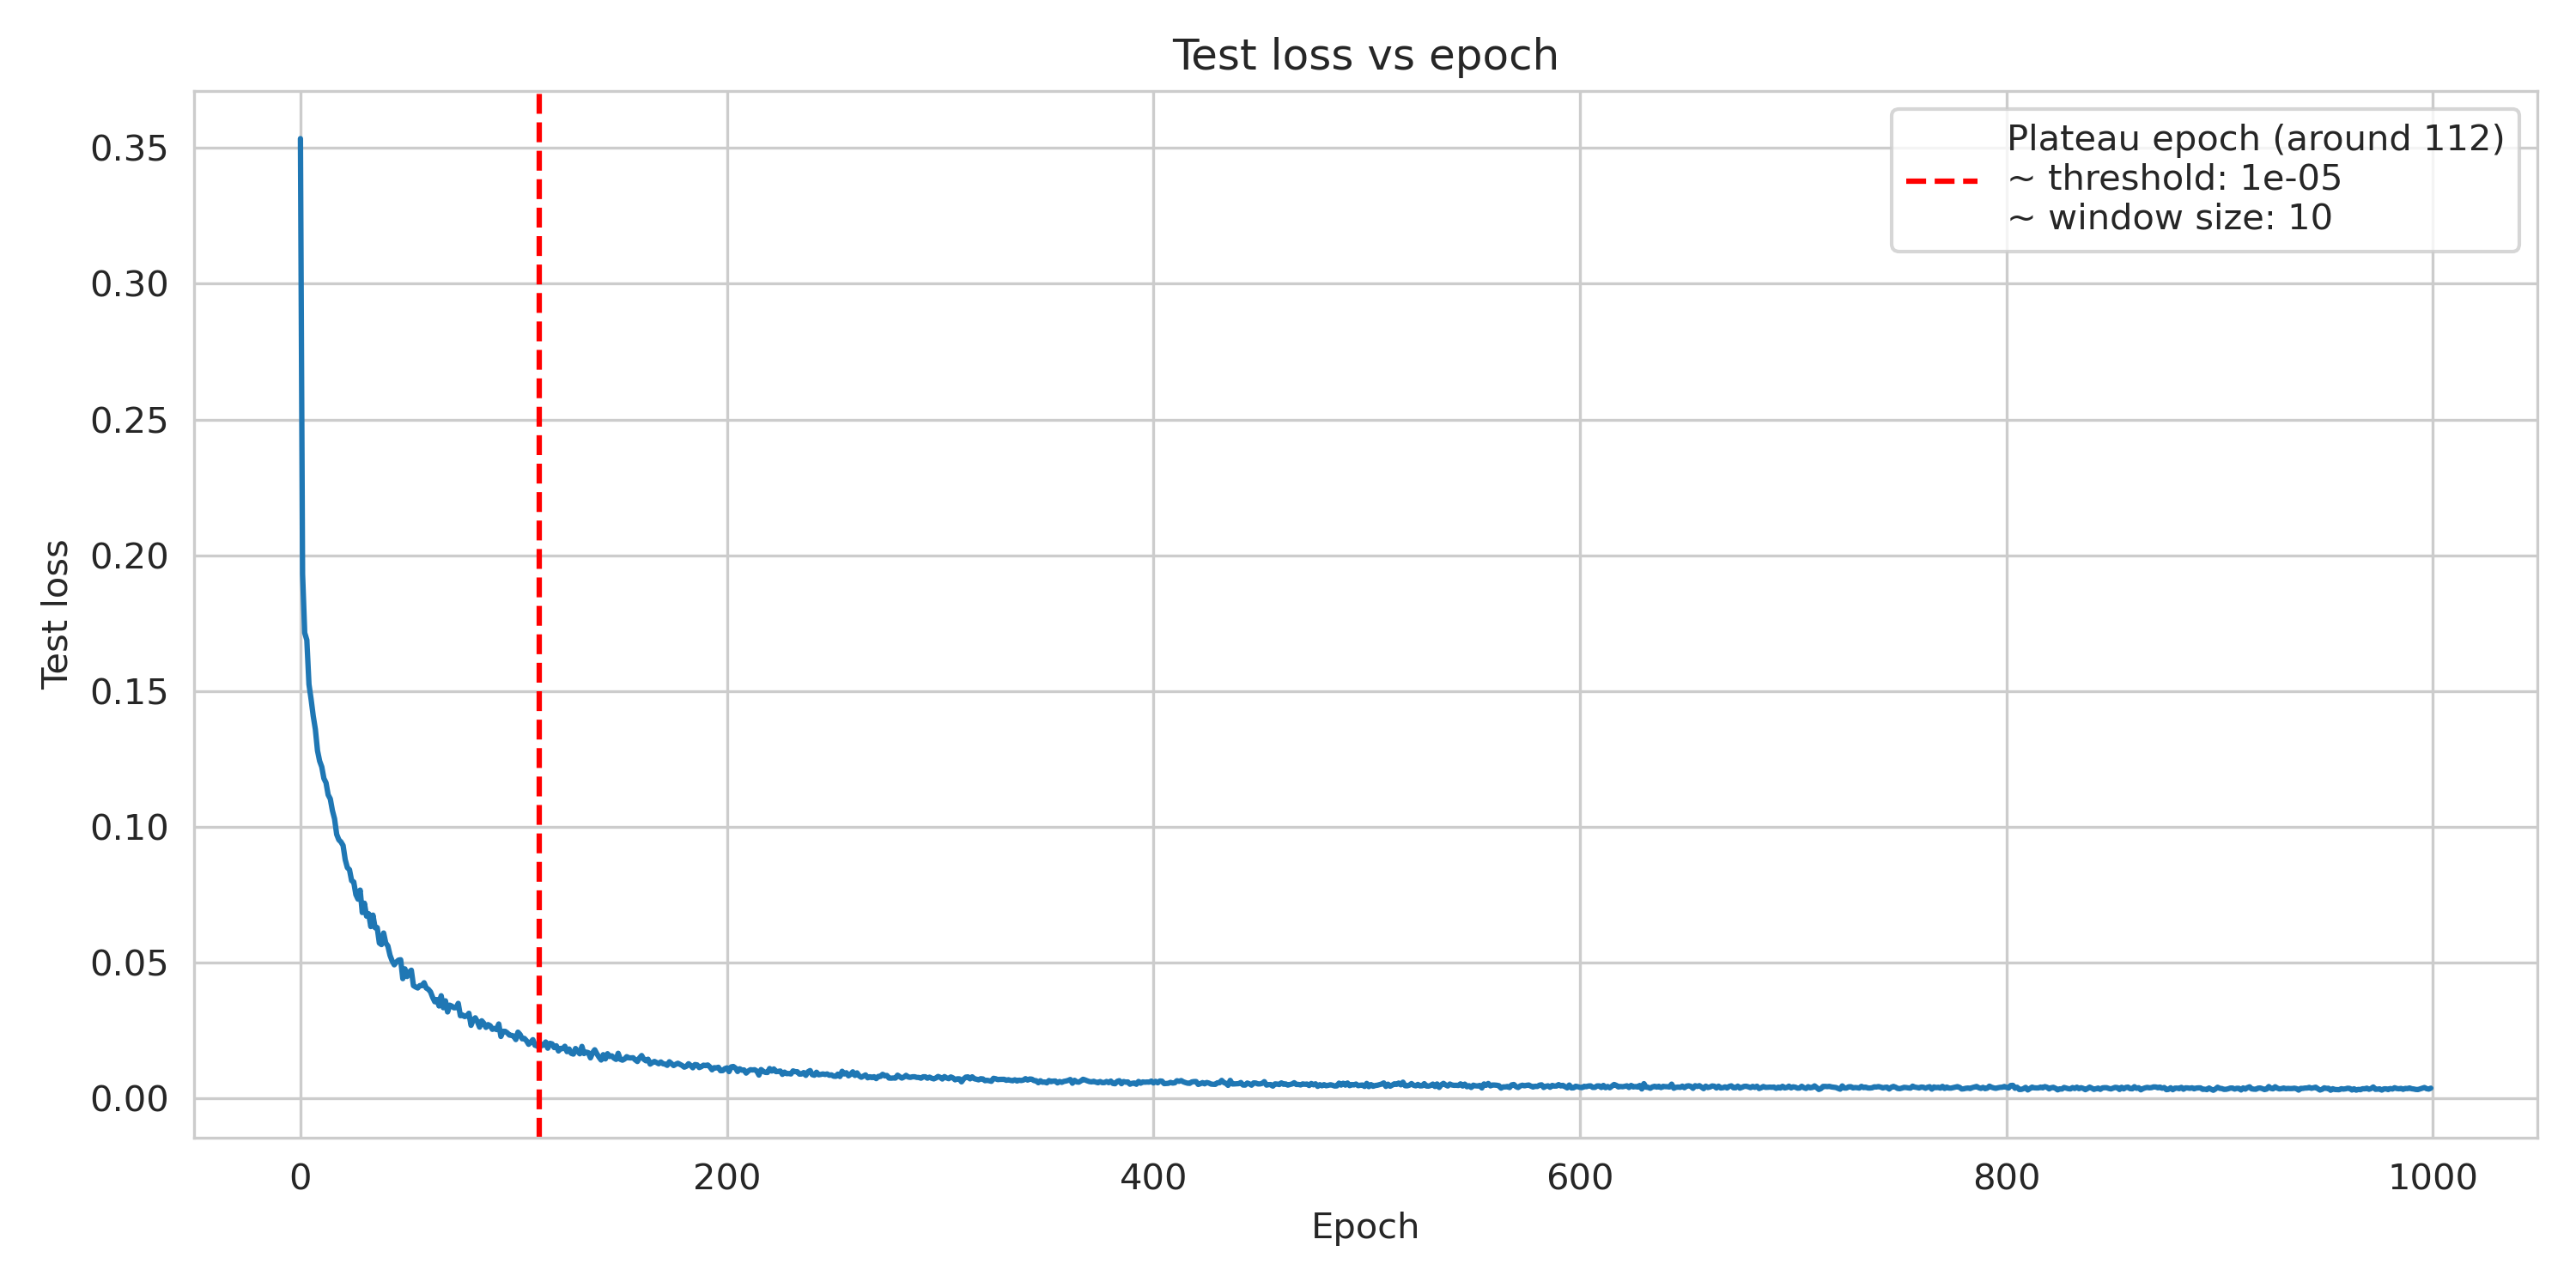 Test loss vs epoch
Plateau epoch (around 112)
~ threshold: 1e-05
~ window size: 10
Test loss
0.35
0.30
0.25
0.20
0.15
0.10
0.05
0.00
0 200 400 600 800 1000
Epoch